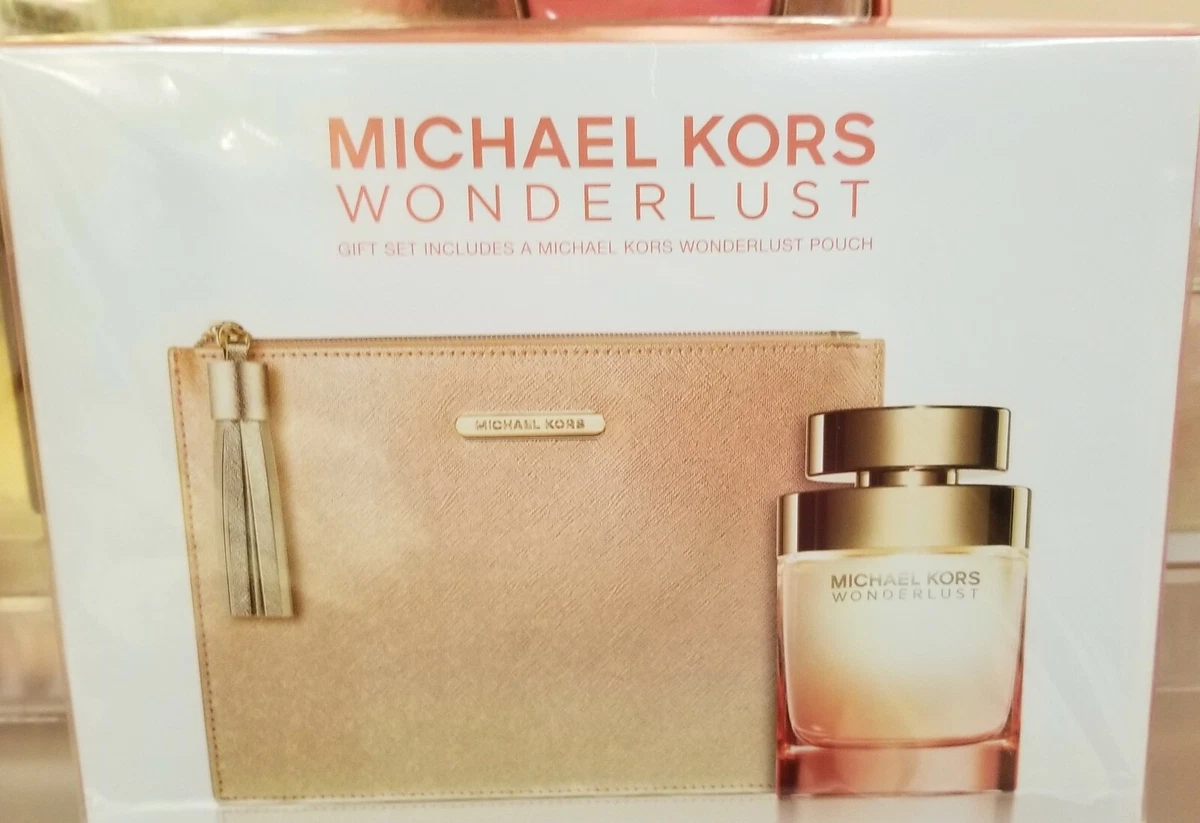 MICHAEL KORS
WONDERLUST
GIFT SET INCLUDES A MICHAEL KORS WONDERLUST POUCH
MICHAEL KORS
MICHAEL KORS
WONDERLUST